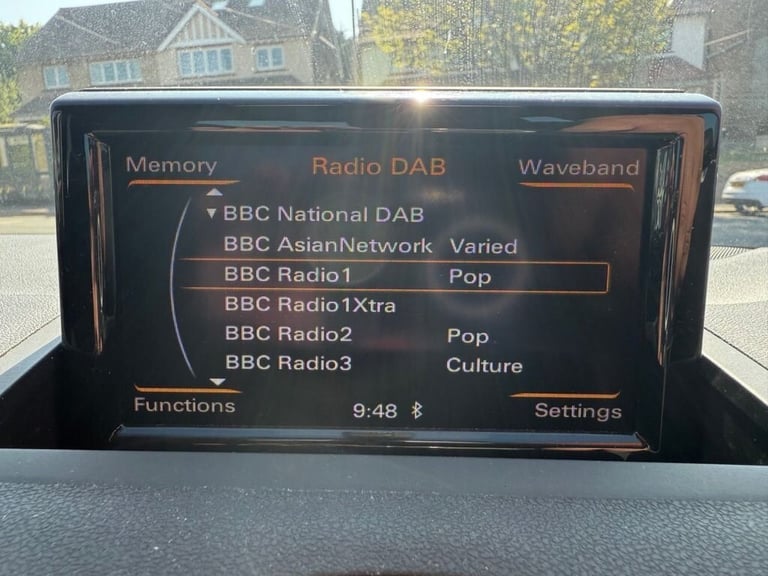 Memory Radio DAB Waveband
BBC National DAB
BBC AsianNetwork Varied
BBC Radio1 Pop
BBC Radio1Xtra
BBC Radio2 Pop
BBC Radio3 Culture
Functions 9:48 Settings